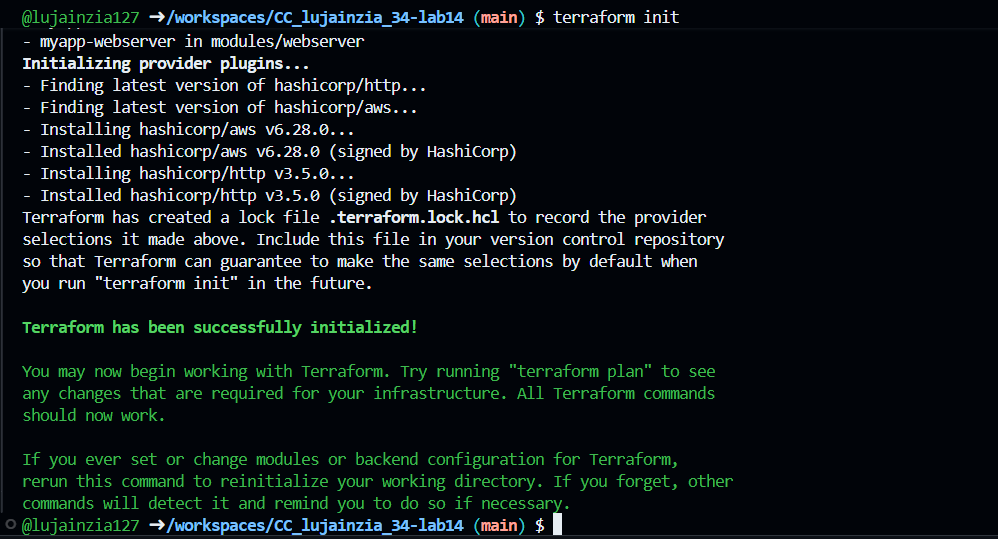 @lujainzia127 ➜/workspaces/CC_lujainzia_34-lab14 (main) $ terraform init
- myapp-webserver in modules/webserver
Initializing provider plugins...
- Finding latest version of hashicorp/http...
- Finding latest version of hashicorp/aws...
- Installing hashicorp/aws v6.28.0...
- Installed hashicorp/aws v6.28.0 (signed by HashiCorp)
- Installing hashicorp/http v3.5.0...
- Installed hashicorp/http v3.5.0 (signed by HashiCorp)
Terraform has created a lock file .terraform.lock.hcl to record the provider
selections it made above. Include this file in your version control repository
so that Terraform can guarantee to make the same selections by default when
you run "terraform init" in the future.
Terraform has been successfully initialized!
You may now begin working with Terraform. Try running "terraform plan" to see
any changes that are required for your infrastructure. All Terraform commands
should now work.
If you ever set or change modules or backend configuration for Terraform,
rerun this command to reinitialize your working directory. If you forget, other
commands will detect it and remind you to do so if necessary.
@lujainzia127 ➜/workspaces/CC_lujainzia_34-lab14 (main) $